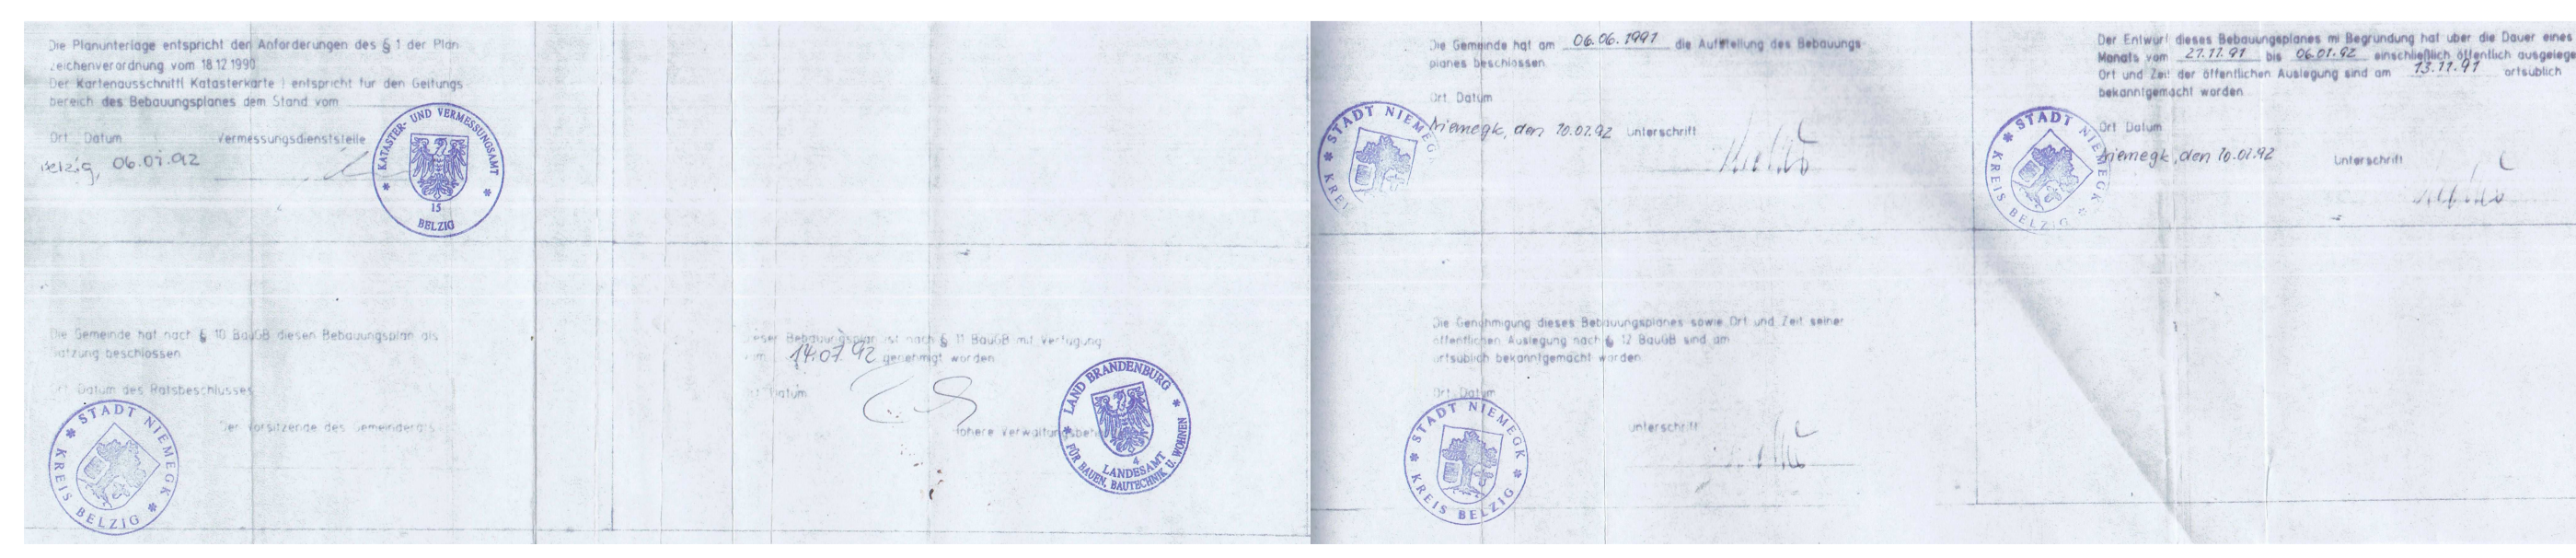 Die Planunterlage entspricht den Anforderungen des § 1 der Plan
zeichenverordnung vom 18.12.1990
Der Kartenausschnitt( Katasterkarte ) entspricht für den Geltungs
bereich des Bebauungsplanes dem Stand vom
Ort Datum
Vermessungsdienststelle
Belzig, 06.01.92
KATASTER- UND VERMESSUNGSAMT
15
BELZIG
Die Gemeinde hat am 06.06.1991 die Aufstellung des Bebauungs-
planes beschlossen
Ort, Datum
Niemegk, den 10.02.92 Unterschrift
STADT NIEMEGK
KREIS
Der Entwurf dieses Bebauungsplanes mi Begründung hat über die Dauer eines
Monats vom 27.11.91 bis 06.01.92 einschließlich öffentlich ausgelege
Ort und Zeit der öffentlichen Auslegung sind am 13.11.91 ortsüblich
bekanntgemacht worden
Ort Datum
Niemegk, den 10.02.92
Unterschrift
STADT NIEMEGK
KREIS BELZIG
Die Gemeinde hat nach § 10 BauGB diesen Bebauungsplan als
Satzung beschlossen
Ort Datum des Ratsbeschlusses
Der Vorsitzende des Gemeinderats
STADT NIEMEGK
KREIS BELZIG
Dieser Bebauungsplan ist nach § 11 BauGB mit Verfügung
vom 14.07.92 genehmigt worden
Ort Datum
Höhere Verwaltungsbeh
LAND BRANDENBURG
4
LANDESAMT
FÜR BAUEN, BAUTECHNIK U. WOHNEN
Die Genehmigung dieses Bebauungsplanes sowie Ort und Zeit seiner
öffentlichen Auslegung nach § 12 BauGB sind am
ortsüblich bekanntgemacht worden
Ort Datum
Unterschrift
STADT NIEMEGK
KREIS BELZIG